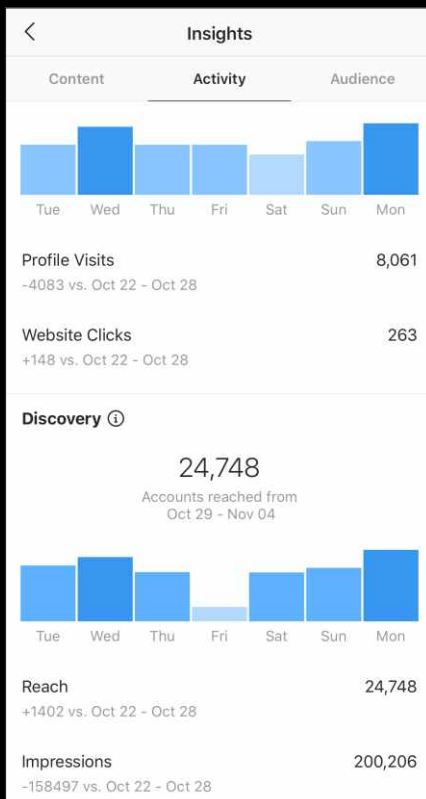 Insights
Content Activity Audience
Tue Wed Thu Fri Sat Sun Mon
Profile Visits 8,061
-4083 vs. Oct 22 - Oct 28
Website Clicks 263
+148 vs. Oct 22 - Oct 28
Discovery
24,748
Accounts reached from
Oct 29 - Nov 04
Tue Wed Thu Fri Sat Sun Mon
Reach 24,748
+1402 vs. Oct 22 - Oct 28
Impressions 200,206
-158497 vs. Oct 22 - Oct 28